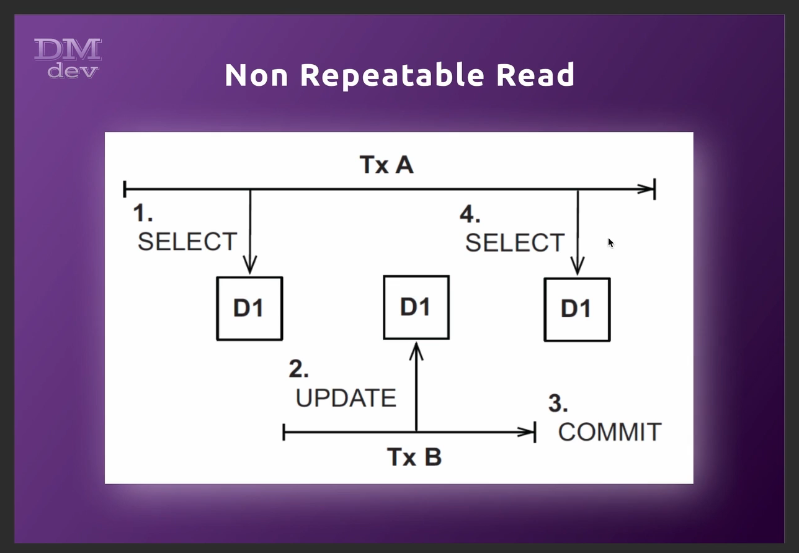 DM
dev
Non Repeatable Read
Tx A
1.
SELECT
4.
SELECT
D1
D1
D1
2.
UPDATE
3.
COMMIT
Tx B